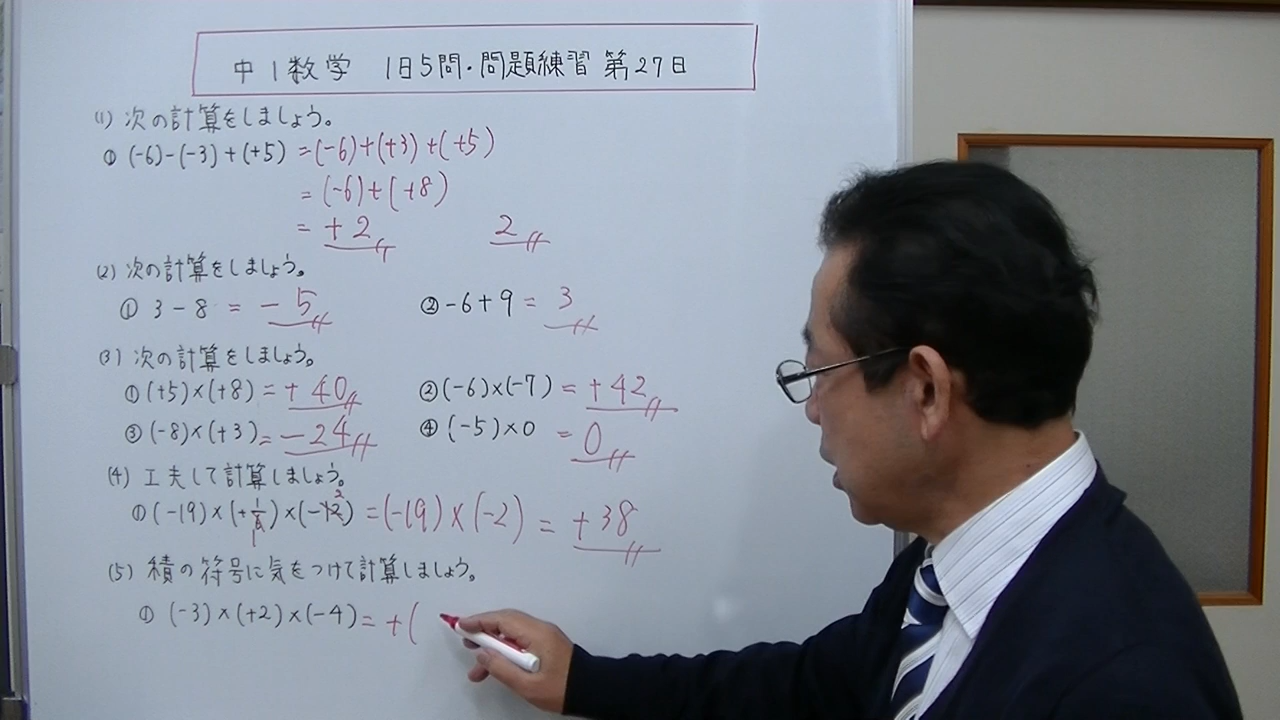 中1数学 1日5問・問題練習 第27日
(1) 次の計算をしましょう。
① (-6)-(-3)+(+5) =(-6)+(+3)+(+5)
= (-6)+(+8)
= +2 2
(2) 次の計算をしましょう。
① 3-8 = -5 ② -6+9 = 3
(3) 次の計算をしましょう。
① (+5)×(+8) = +40 ② (-6)×(-7) = +42
③ (-8)×(+3) = -24 ④ (-5)×0 = 0
(4) 工夫して計算しましょう。
① (-19)×(+1/6)×(-12) = (-19)×(-2) = +38
(5) 積の符号に気をつけて計算しましょう。
① (-3)×(+2)×(-4) = +(